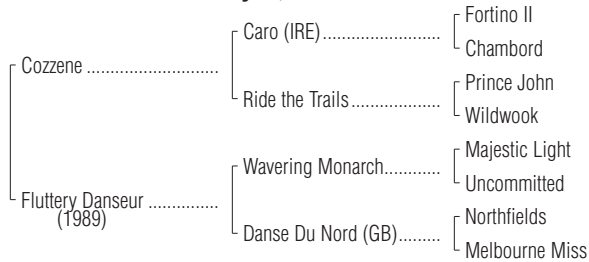 Fortino II
Caro (IRE)
Chambord
Cozzene
Prince John
Ride the Trails
Wildwook
Majestic Light
Wavering Monarch
Uncommitted
Fluttery Danseur
(1989)
Northfields
Danse Du Nord (GB)
Melbourne Miss